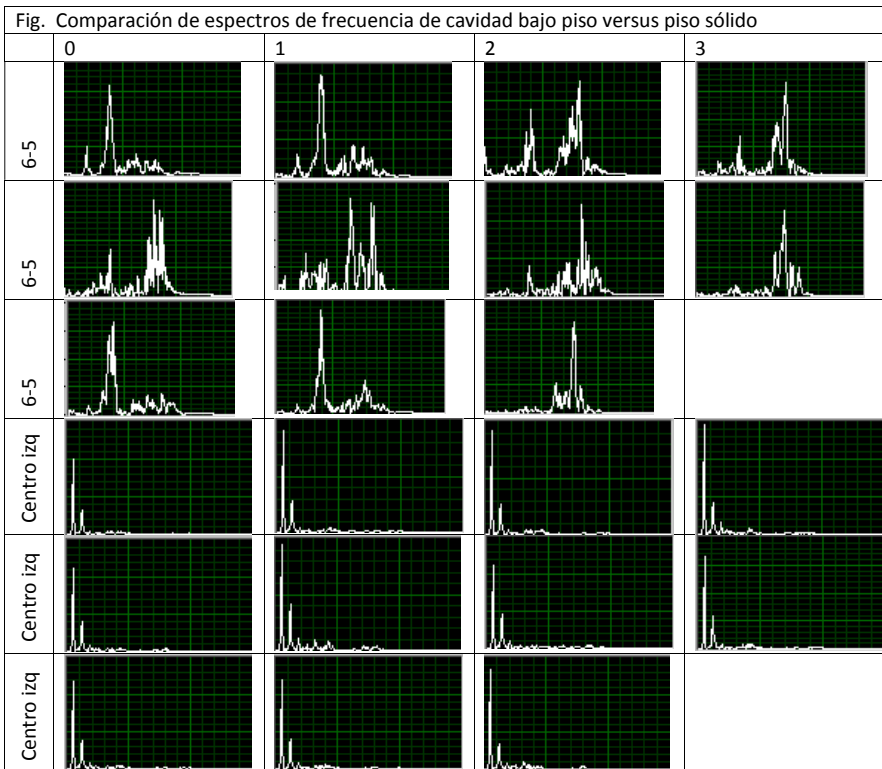 Fig. Comparación de espectros de frecuencia de cavidad bajo piso versus piso sólido
0 1 2 3
6-5
6-5
6-5
Centro izq
Centro izq
Centro izq